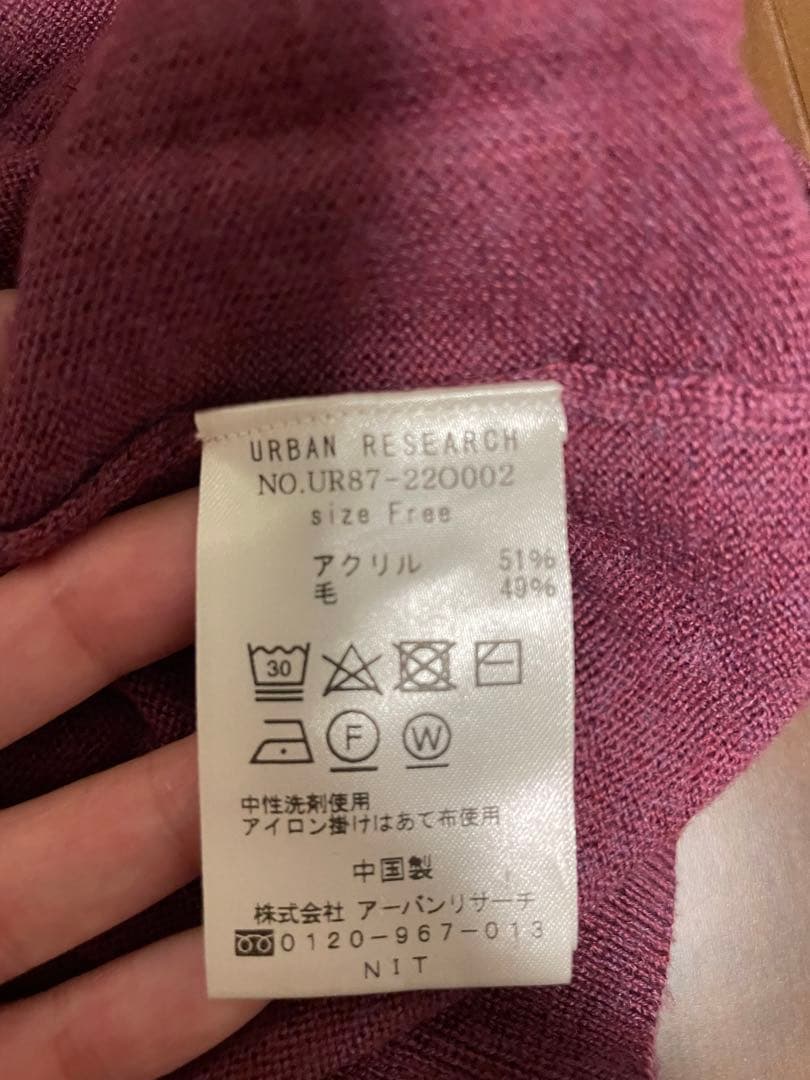 URBAN RESEARCH
NO.UR87-22O002
size Free
アクリル 51%
毛 49%
30
F W
中性洗剤使用
アイロン掛けはあて布使用
中国製
株式会社 アーバンリサーチ
0120-967-013
NIT